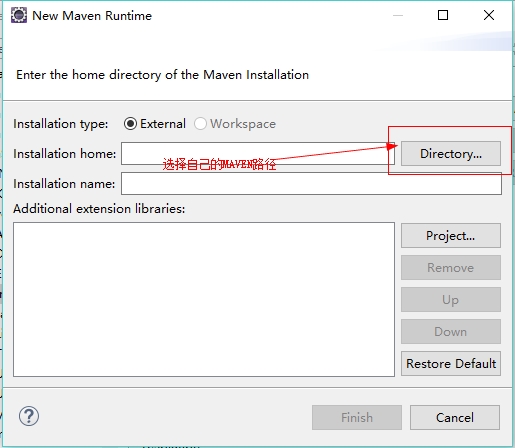 New Maven Runtime
Enter the home directory of the Maven Installation
Installation type: External Workspace
Installation home: Directory...
选择自己的MAVEN路径
Installation name:
Additional extension libraries:
Project...
Remove
Up
Down
Restore Default
Finish Cancel